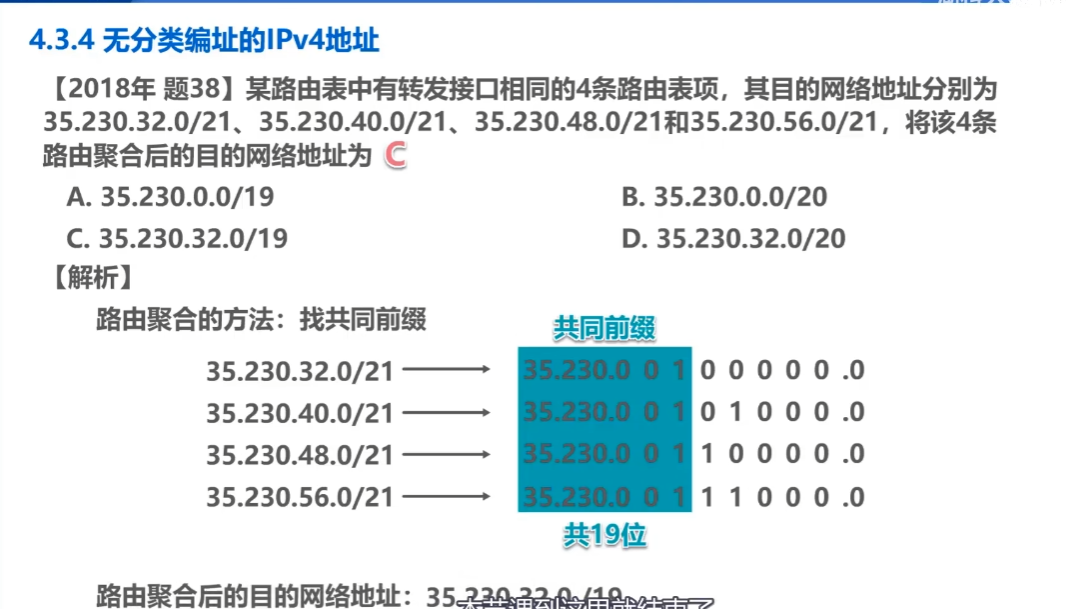 4.3.4 无分类编址的IPv4地址
【2018年 题38】某路由表中有转发接口相同的4条路由表项，其目的网络地址分别为
35.230.32.0/21、35.230.40.0/21、35.230.48.0/21和35.230.56.0/21，将该4条
路由聚合后的目的网络地址为 C
A. 35.230.0.0/19 B. 35.230.0.0/20
C. 35.230.32.0/19 D. 35.230.32.0/20
【解析】
路由聚合的方法：找共同前缀
共同前缀
35.230.32.0/21 35.230.0 0 1 0 0 0 0 0 .0
35.230.40.0/21 35.230.0 0 1 0 1 0 0 0 .0
35.230.48.0/21 35.230.0 0 1 1 0 0 0 0 .0
35.230.56.0/21 35.230.0 0 1 1 1 0 0 0 .0
共19位
路由聚合后的目的网络地址：35.230.32.0 /19
本节课到这里就结束了